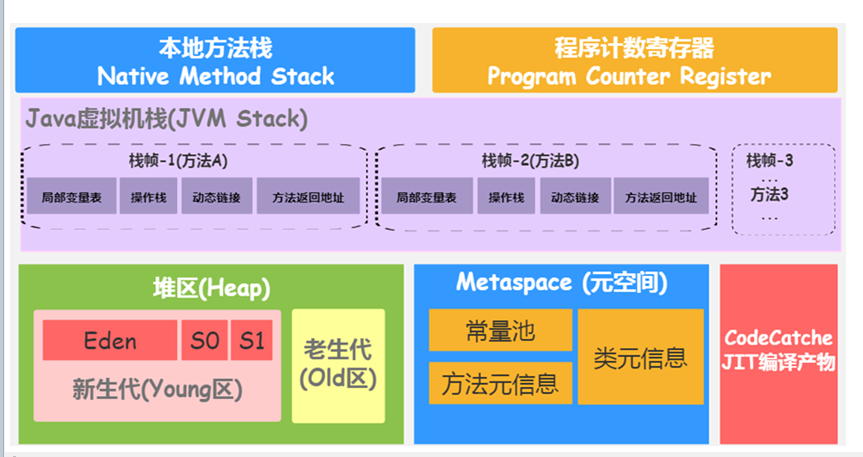 本地方法栈
Native Method Stack
程序计数寄存器
Program Counter Register
Java虚拟机栈(JVM Stack)
栈帧-1(方法A)
局部变量表
操作栈
动态链接
方法返回地址
栈帧-2(方法B)
局部变量表
操作栈
动态链接
方法返回地址
栈帧-3
...
方法3
...
堆区(Heap)
Eden
S0
S1
新生代(Young区)
老生代
(Old区)
Metaspace (元空间)
常量池
方法元信息
类元信息
CodeCatche
JIT编译产物